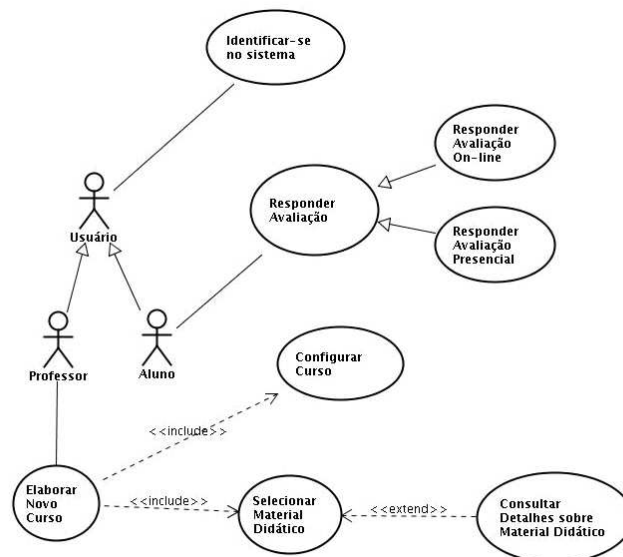 Identificar-se
no sistema
Responder
Avaliação
On-line
Responder
Avaliação
Usuário
Responder
Avaliação
Presencial
Professor
Aluno
Configurar
Curso
<<include>>
Elaborar
Novo
Curso
<<include>>
Selecionar
Material
Didático
<<extend>>
Consultar
Detalhes sobre
Material Didático